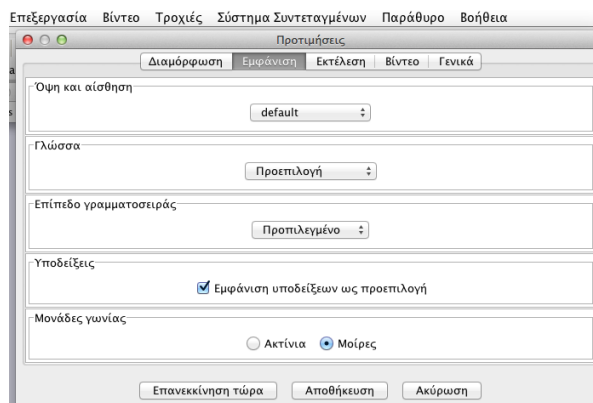 Επεξεργασία Βίντεο Τροχιές Σύστημα Συντεταγμένων Παράθυρο Βοήθεια
Προτιμήσεις
Διαμόρφωση Εμφάνιση Εκτέλεση Βίντεο Γενικά
Όψη και αίσθηση
default
Γλώσσα
Προεπιλογή
Επίπεδο γραμματοσειράς
Προπιλεγμένο
Υποδείξεις
Εμφάνιση υποδείξεων ως προεπιλογή
Μονάδες γωνίας
Ακτίνια Μοίρες
Επανεκκίνηση τώρα Αποθήκευση Ακύρωση